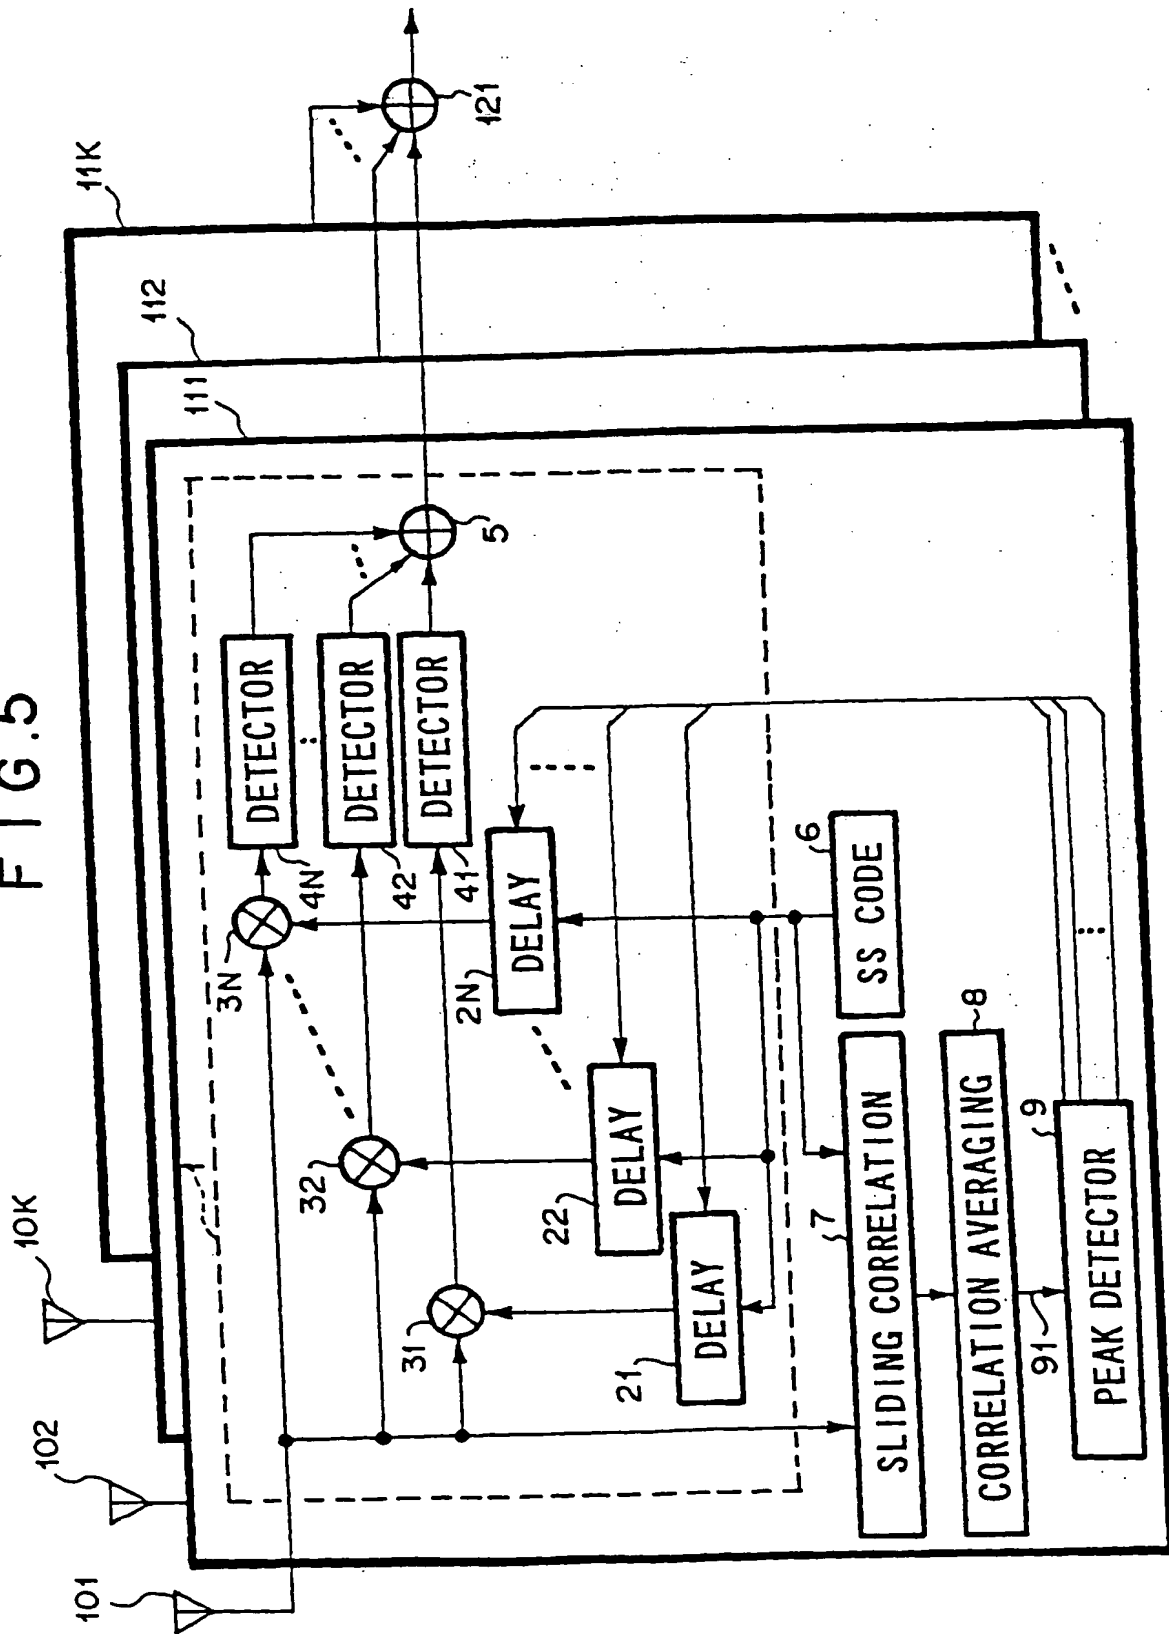 FIG.5
101
102
10K
111
112
11K
121
1
3N
4N
DETECTOR
32
42
DETECTOR
31
41
DETECTOR
5
2N
DELAY
22
DELAY
21
DELAY
6
SS CODE
7
SLIDING CORRELATION
8
CORRELATION AVERAGING
91
9
PEAK DETECTOR